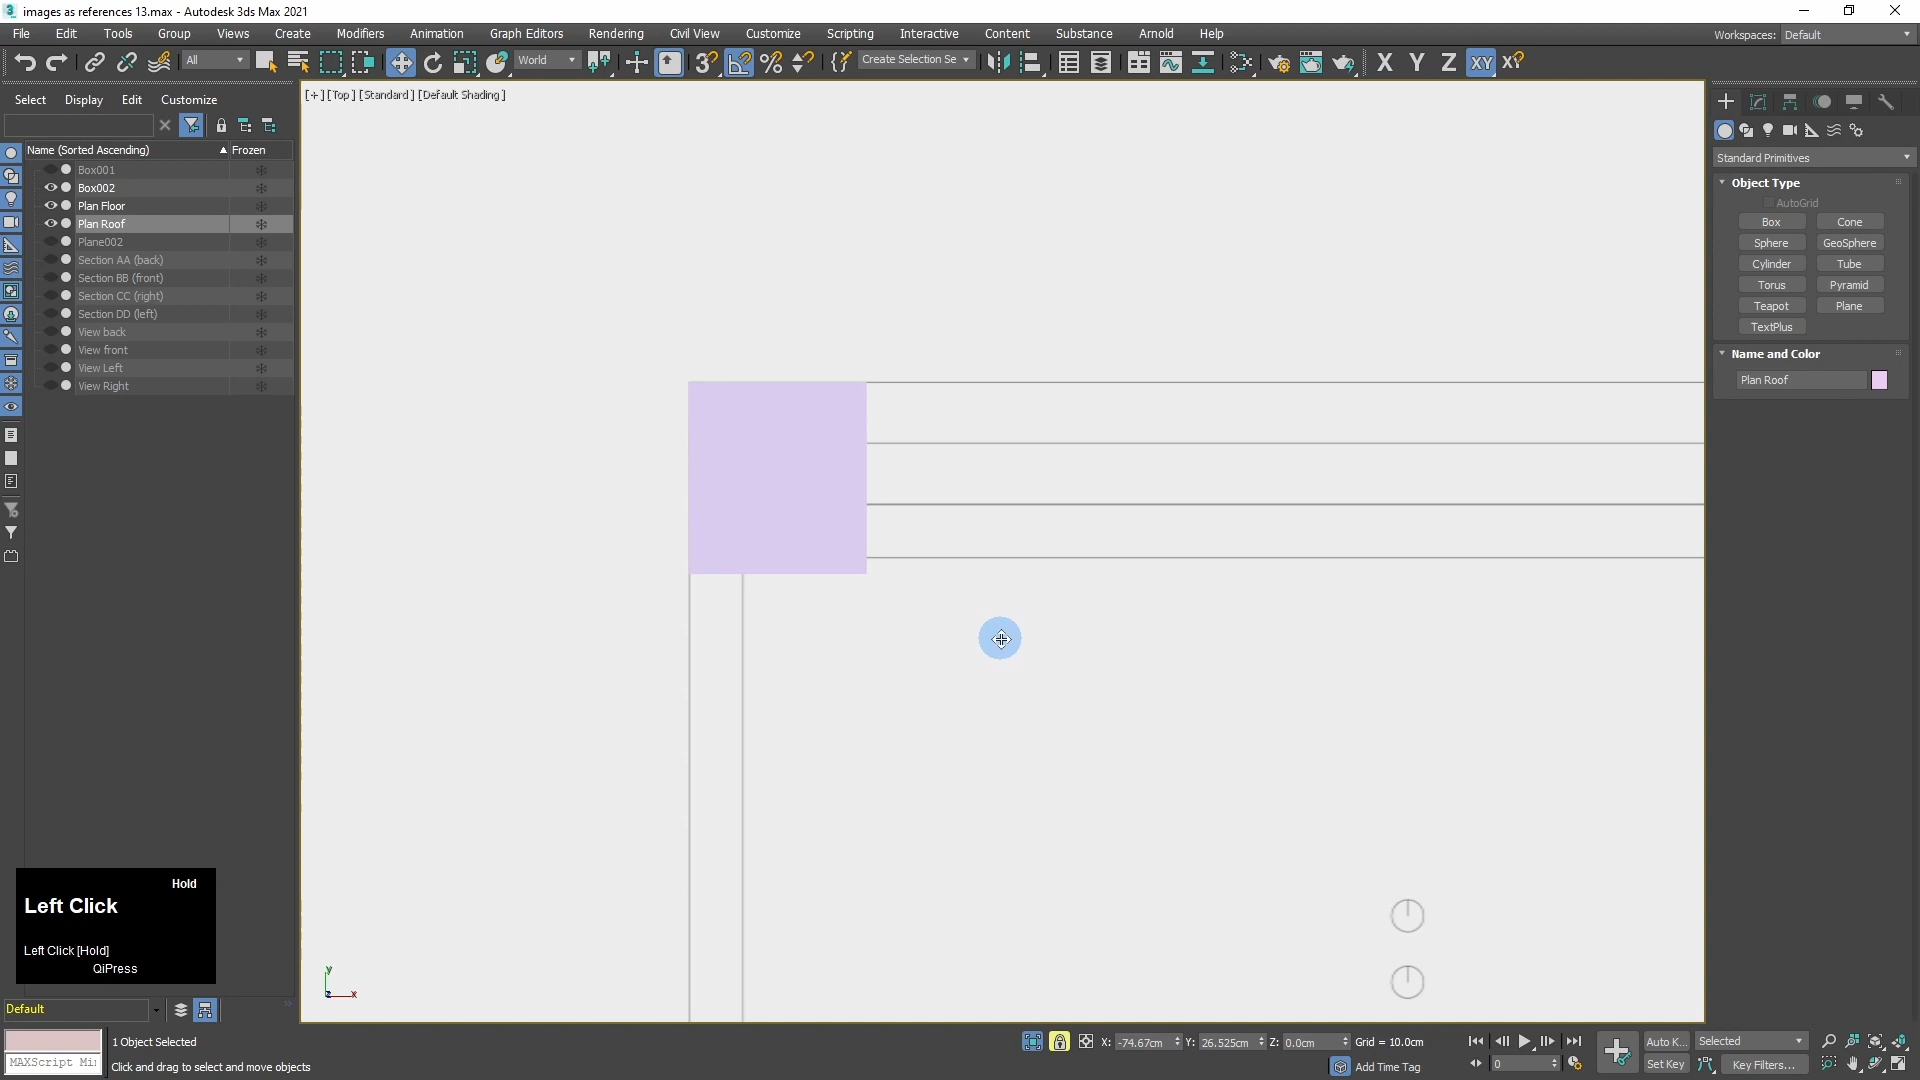 images as references 13.max - Autodesk 3ds Max 2021
File Edit Tools Group Views Create Modifiers Animation Graph Editors Rendering Civil View Customize Scripting Interactive Content Substance Arnold Help
Workspaces: Default
All
World
Create Selection Se
X Y Z XY
Select Display Edit Customize
[+] [Top] [Standard] [Default Shading]
Name (Sorted Ascending) Frozen
Box001
Box002
Plan Floor
Plan Roof
Plane002
Section AA (back)
Section BB (front)
Section CC (right)
Section DD (left)
View back
View front
View Left
View Right
Standard Primitives
Object Type
AutoGrid
Box Cone
Sphere GeoSphere
Cylinder Tube
Torus Pyramid
Teapot Plane
TextPlus
Name and Color
Plan Roof
Hold
Left Click
Left Click [Hold]
QiPress
y
z x
Default
MAXScript Mi
1 Object Selected
Click and drag to select and move objects
X: -74.67cm Y: 26.525cm Z: 0.0cm Grid = 10.0cm
Add Time Tag
0
Auto K... Selected
Set Key Key Filters...